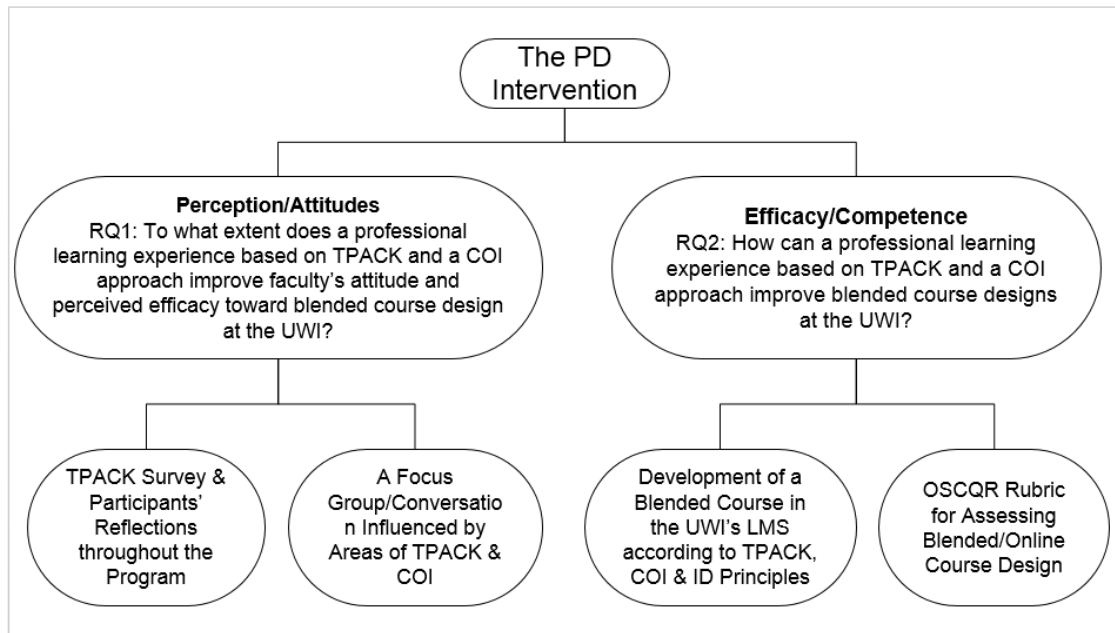 The PD
Intervention
Perception/Attitudes
RQ1: To what extent does a professional
learning experience based on TPACK and a COI
approach improve faculty's attitude and
perceived efficacy toward blended course design
at the UWI?
Efficacy/Competence
RQ2: How can a professional learning
experience based on TPACK and a COI
approach improve blended course designs
at the UWI?
TPACK Survey &
Participants'
Reflections
throughout the
Program
A Focus
Group/Conversatio
n Influenced by
Areas of TPACK &
COI
Development of a
Blended Course in
the UWI's LMS
according to TPACK,
COI & ID Principles
OSCQR Rubric
for Assessing
Blended/Online
Course Design